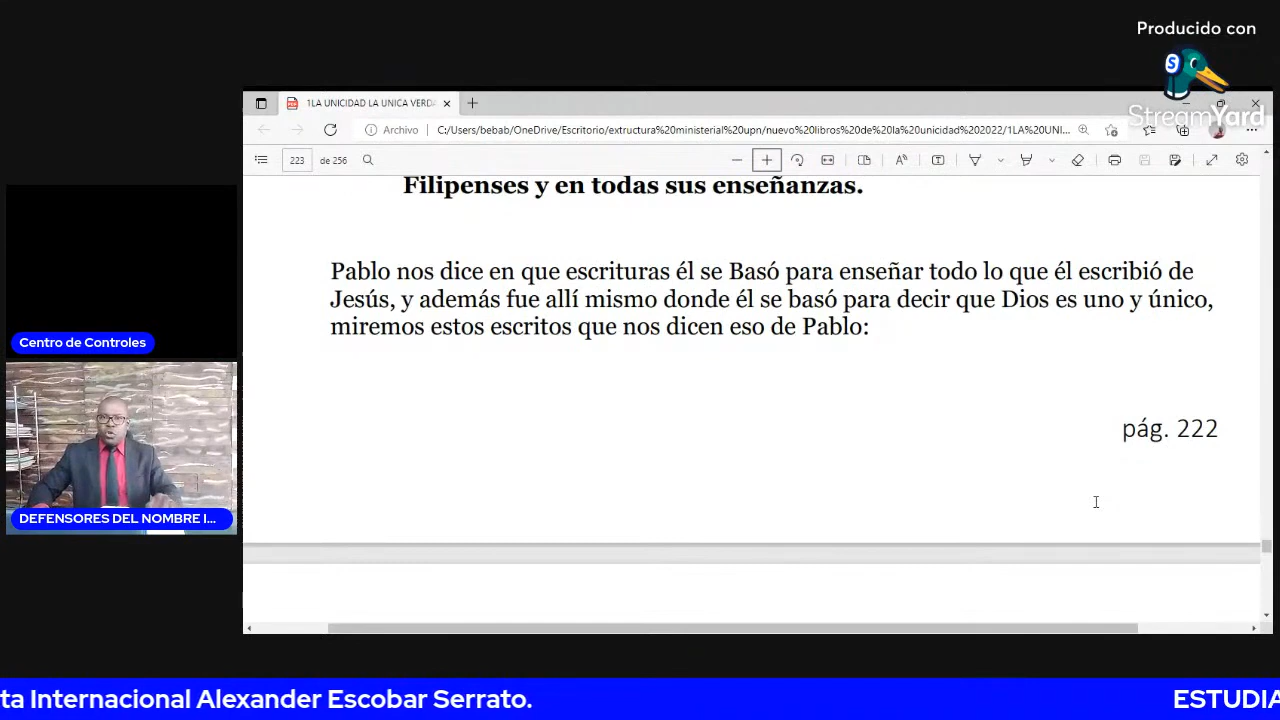 Producido con
StreamYard
1LA UNICIDAD LA UNICA VERDA
Archivo
C:/Users/bebab/OneDrive/Escritorio/extructura%20ministerial%20upn/nuevo%20libros%20de%20la%20unicidad%202022/1LA%20UNI...
223 de 256
Filipenses y en todas sus enseñanzas.
Pablo nos dice en que escrituras él se Basó para enseñar todo lo que él escribió de
Jesús, y además fue allí mismo donde él se basó para decir que Dios es uno y único,
miremos estos escritos que nos dicen eso de Pablo:
pág. 222
Centro de Controles
DEFENSORES DEL NOMBRE I...
ta Internacional Alexander Escobar Serrato.
ESTUDIA